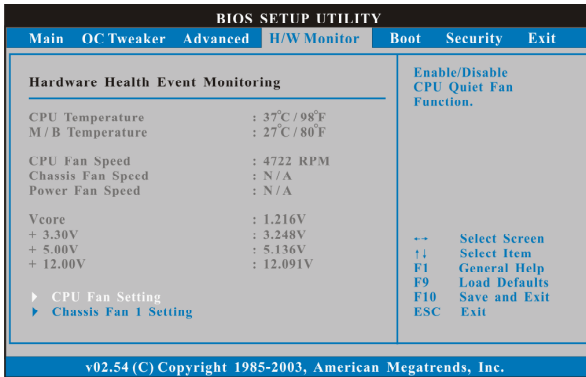 BIOS SETUP UTILITY
Main OC Tweaker Advanced H/W Monitor Boot Security Exit
Hardware Health Event Monitoring
CPU Temperature : 37°C / 98°F
M / B Temperature : 27°C / 80°F
CPU Fan Speed : 4722 RPM
Chassis Fan Speed : N / A
Power Fan Speed : N / A
Vcore : 1.216V
+ 3.30V : 3.248V
+ 5.00V : 5.136V
+ 12.00V : 12.091V
CPU Fan Setting
Chassis Fan 1 Setting
Enable/Disable
CPU Quiet Fan
Function.
←→ Select Screen
↑↓ Select Item
F1 General Help
F9 Load Defaults
F10 Save and Exit
ESC Exit
v02.54 (C) Copyright 1985-2003, American Megatrends, Inc.